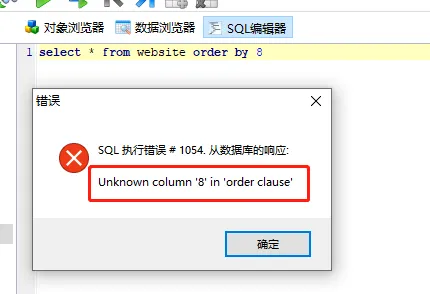 对象浏览器 数据浏览器 SQL编辑器
1 select * from website order by 8
错误
SQL 执行错误 # 1054. 从数据库的响应:
Unknown column '8' in 'order clause'
确定